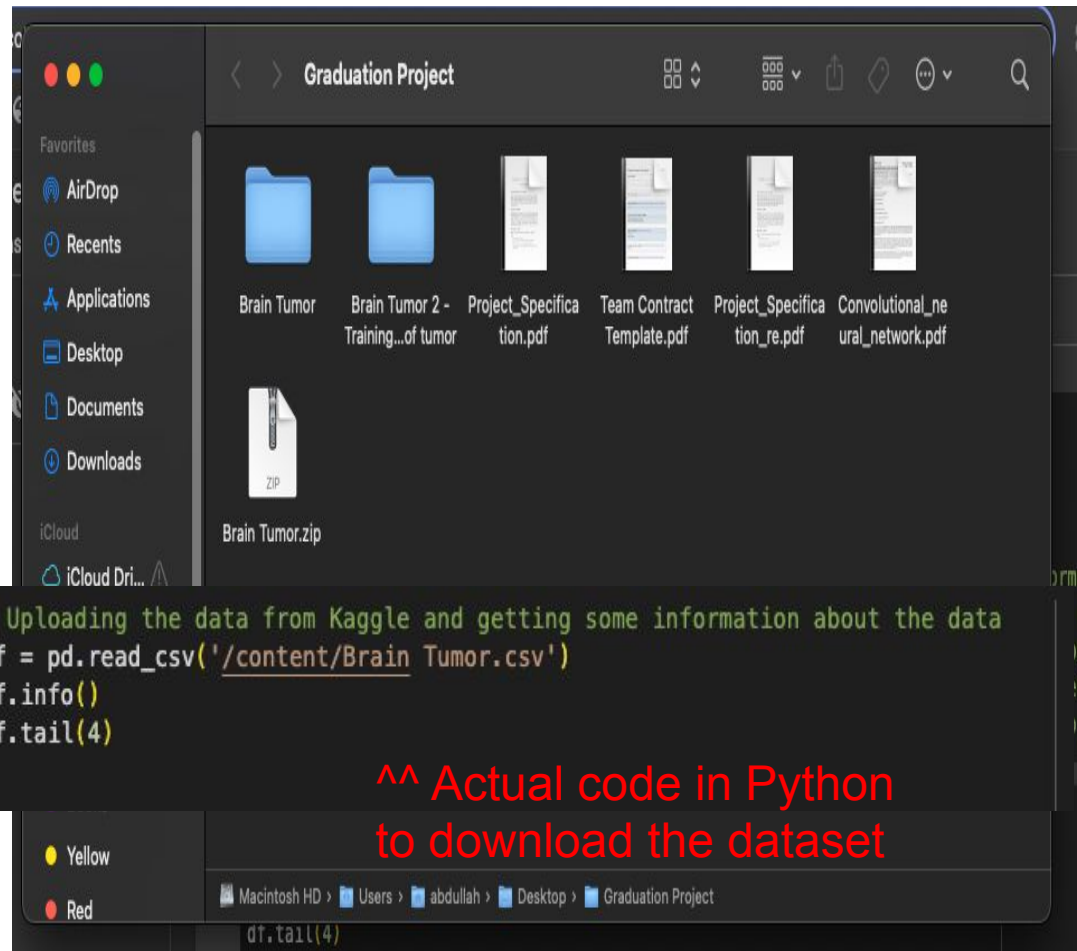 Graduation Project
Favorites
AirDrop
Recents
Applications
Desktop
Documents
Downloads
iCloud
iCloud Dri...
Brain Tumor
Brain Tumor 2 -
Training...of tumor
Project_Specifica
tion.pdf
Team Contract
Template.pdf
Project_Specifica
tion_re.pdf
Convolutional_ne
ural_network.pdf
ZIP
Brain Tumor.zip
Uploading the data from Kaggle and getting some information about the data
f = pd.read_csv('/content/Brain Tumor.csv')
f.info()
f.tail(4)
^^ Actual code in Python
to download the dataset
Yellow
Red
Macintosh HD > Users > abdullah > Desktop > Graduation Project
df.tail(4)